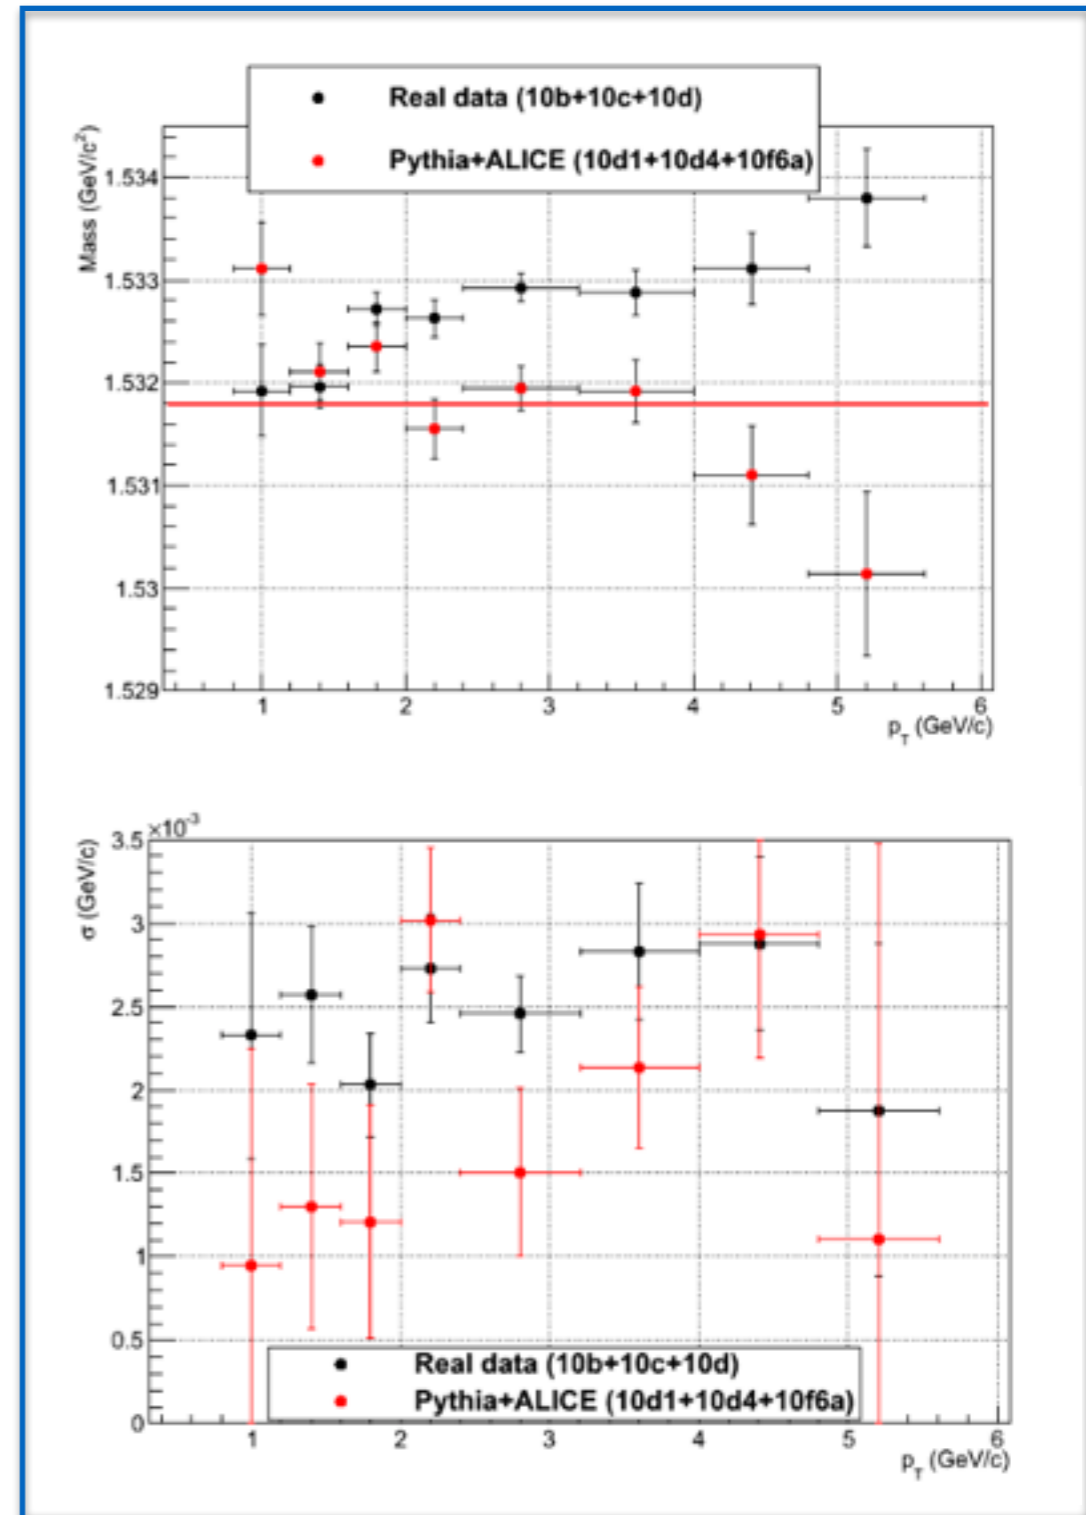 Real data (10b+10c+10d)
Pythia+ALICE (10d1+10d4+10f6a)
Mass (GeV/c²)
1.534
1.533
1.532
1.531
1.53
1.529
1 2 3 4 5 6
p_T (GeV/c)
×10⁻³
σ (GeV/c)
3.5
3
2.5
2
1.5
1
0.5
0
Real data (10b+10c+10d)
Pythia+ALICE (10d1+10d4+10f6a)
1 2 3 4 5 6
p_T (GeV/c)